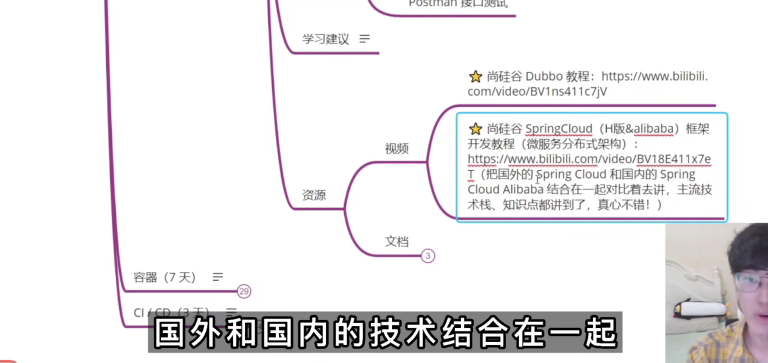 Postman 接口测试
学习建议
⭐ 尚硅谷 Dubbo 教程：https://www.bilibili.
com/video/BV1ns411c7jV
⭐ 尚硅谷 SpringCloud（H版&alibaba）框架
开发教程（微服务分布式架构）：
https://www.bilibili.com/video/BV18E411x7e
T（把国外的 Spring Cloud 和国内的 Spring
Cloud Alibaba 结合在一起对比着去讲，主流技
术栈、知识点都讲到了，真心不错！）
视频
资源
文档
3
容器（7 天）
29
CI / CD（3 天）
国外和国内的技术结合在一起